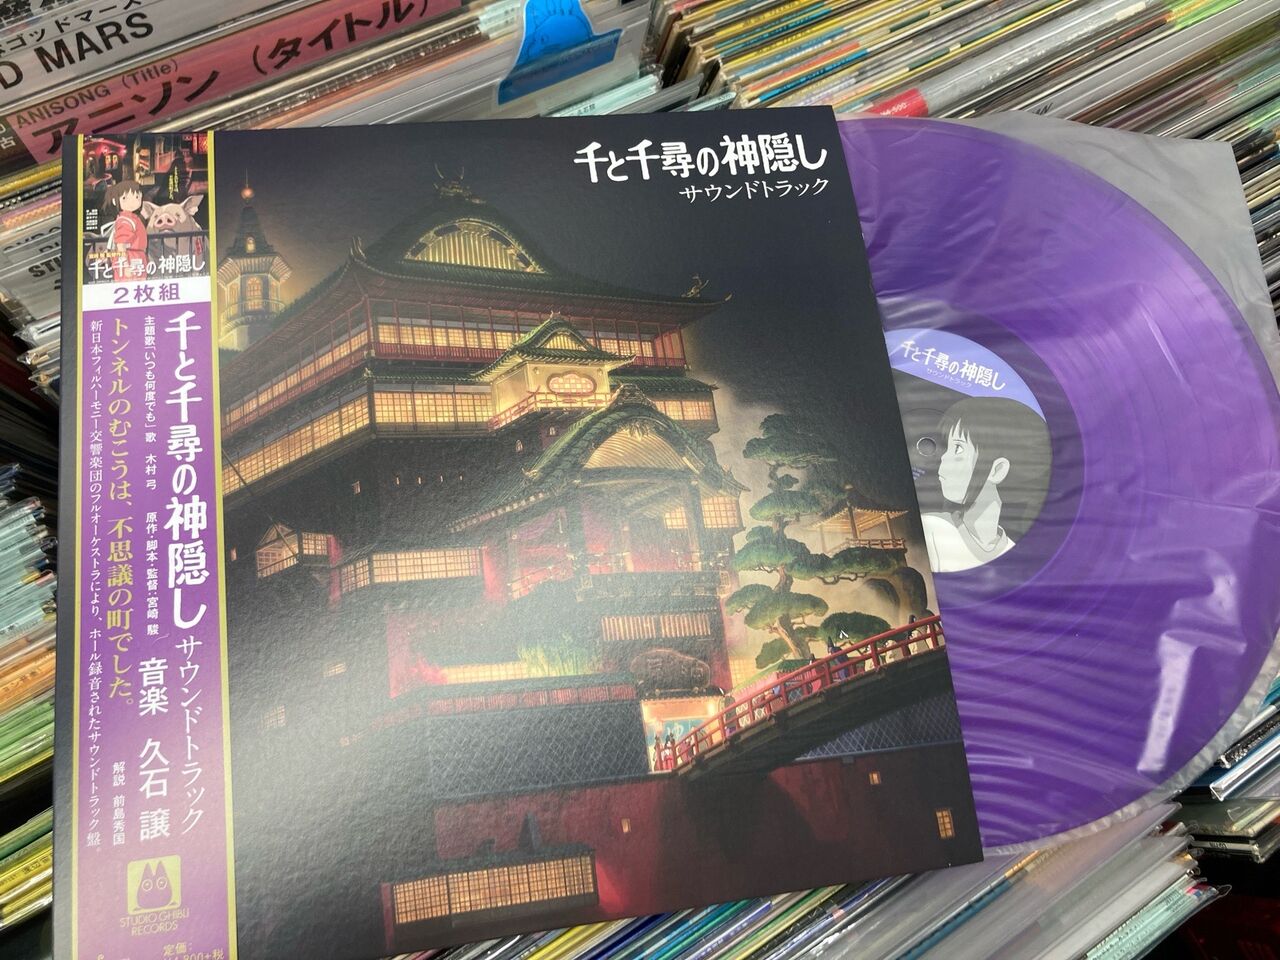 ゴッドマーズ
D MARS
ANISONG (Title)
アニソン (タイトル)
千と千尋の神隠し
サウンドトラック
千と千尋の神隠し
2枚組
千と千尋の神隠し サウンドトラック
主題歌「いつも何度でも」 歌 木村 弓
原作・脚本・監督:宮崎 駿
音楽 久石 譲
トンネルのむこうは、不思議の町でした。
新日本フィルハーモニー交響楽団のフルオーケストラにより、ホール録音されたサウンドトラック盤。
解説 前島秀国
STUDIO GHIBLI
RECORDS
定価:
800+税
千と千尋の神隠し
サウンドトラック